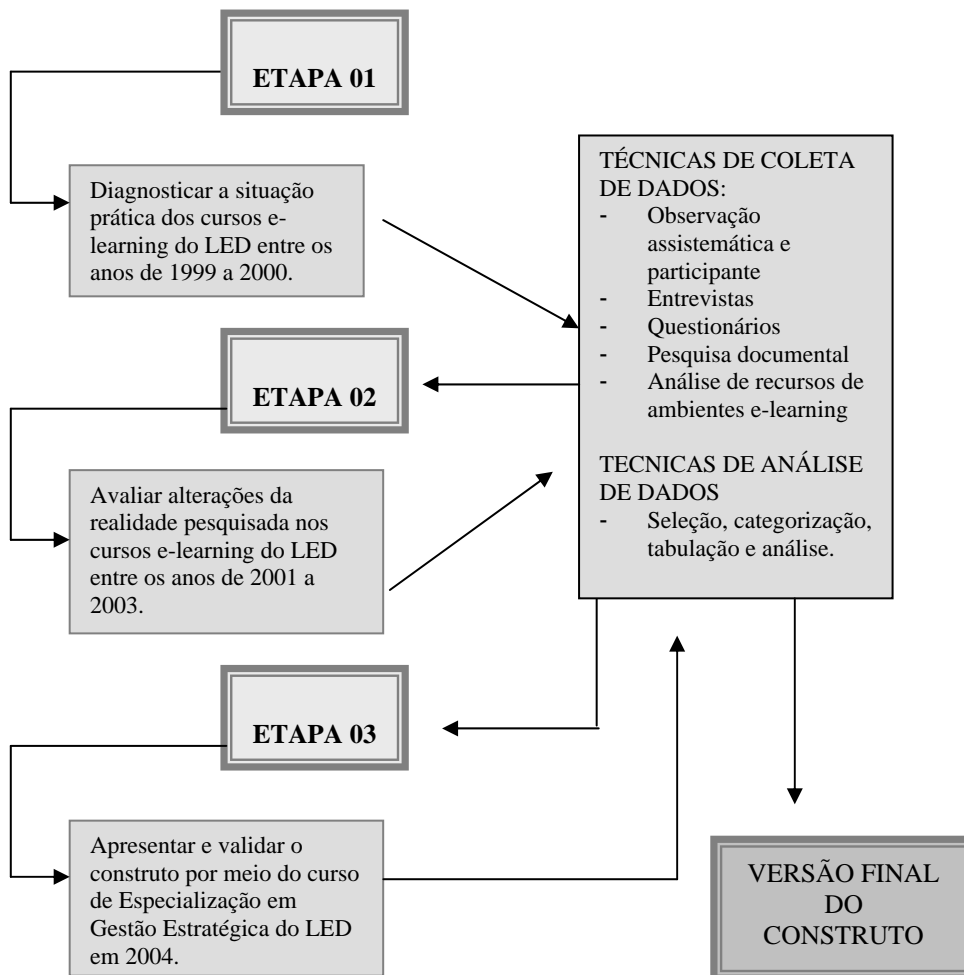 ETAPA 01
Diagnosticar a situação
prática dos cursos e-
learning do LED entre os
anos de 1999 a 2000.
ETAPA 02
Avaliar alterações da
realidade pesquisada nos
cursos e-learning do LED
entre os anos de 2001 a
2003.
ETAPA 03
Apresentar e validar o
construto por meio do curso
de Especialização em
Gestão Estratégica do LED
em 2004.
TÉCNICAS DE COLETA
DE DADOS:
- Observação
assistemática e
participante
- Entrevistas
- Questionários
- Pesquisa documental
- Análise de recursos de
ambientes e-learning
TECNICAS DE ANÁLISE
DE DADOS
- Seleção, categorização,
tabulação e análise.
VERSÃO FINAL
DO
CONSTRUTO